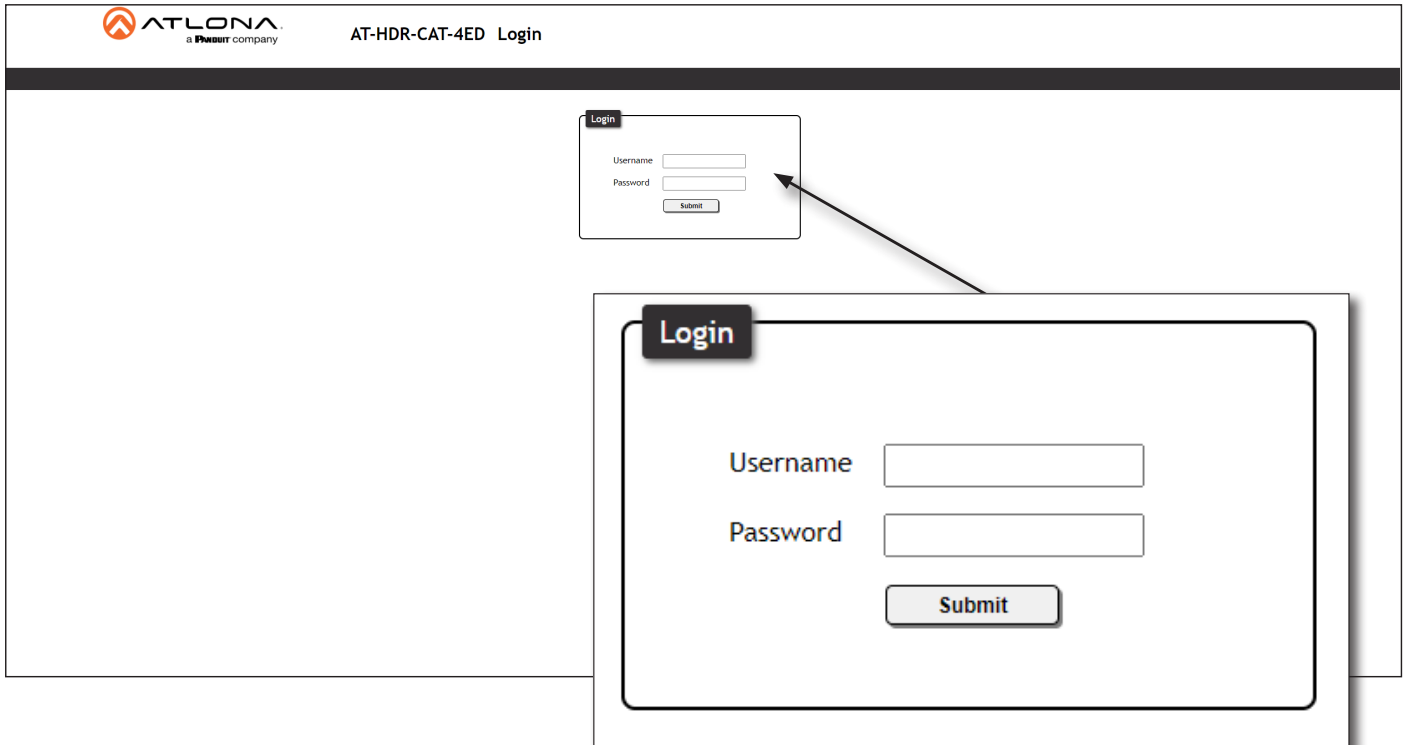 ATLONA.
a PANDUIT company
AT-HDR-CAT-4ED Login
Login
Username
Password
Submit
Login
Username
Password
Submit